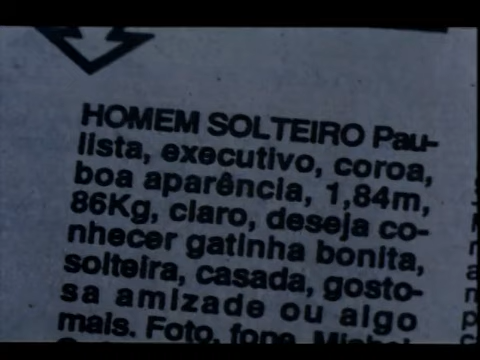 HOMEM SOLTEIRO Pau-
lista, executivo, coroa,
boa aparência, 1,84m,
86Kg, claro, deseja co-
nhecer gatinha bonita,
solteira, casada, gosto-
sa amizade ou algo
mais. Foto, fone, Michel